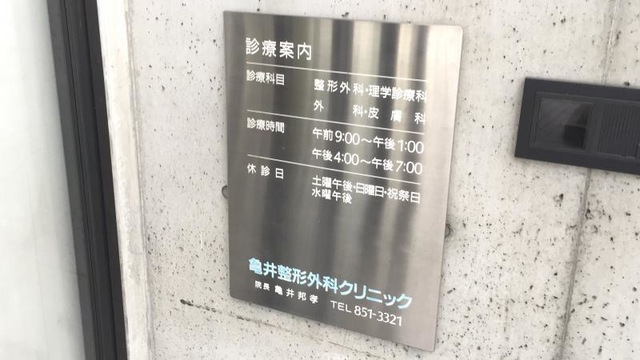 診療案内
診療科目 整形外科・理学診療科
外 科・皮膚科
診療時間 午前9:00～午後1:00
午後4:00～午後7:00
休診日 土曜午後・日曜日・祝祭日
水曜午後
亀井整形外科クリニック
院長 亀井邦孝 TEL 851-3321